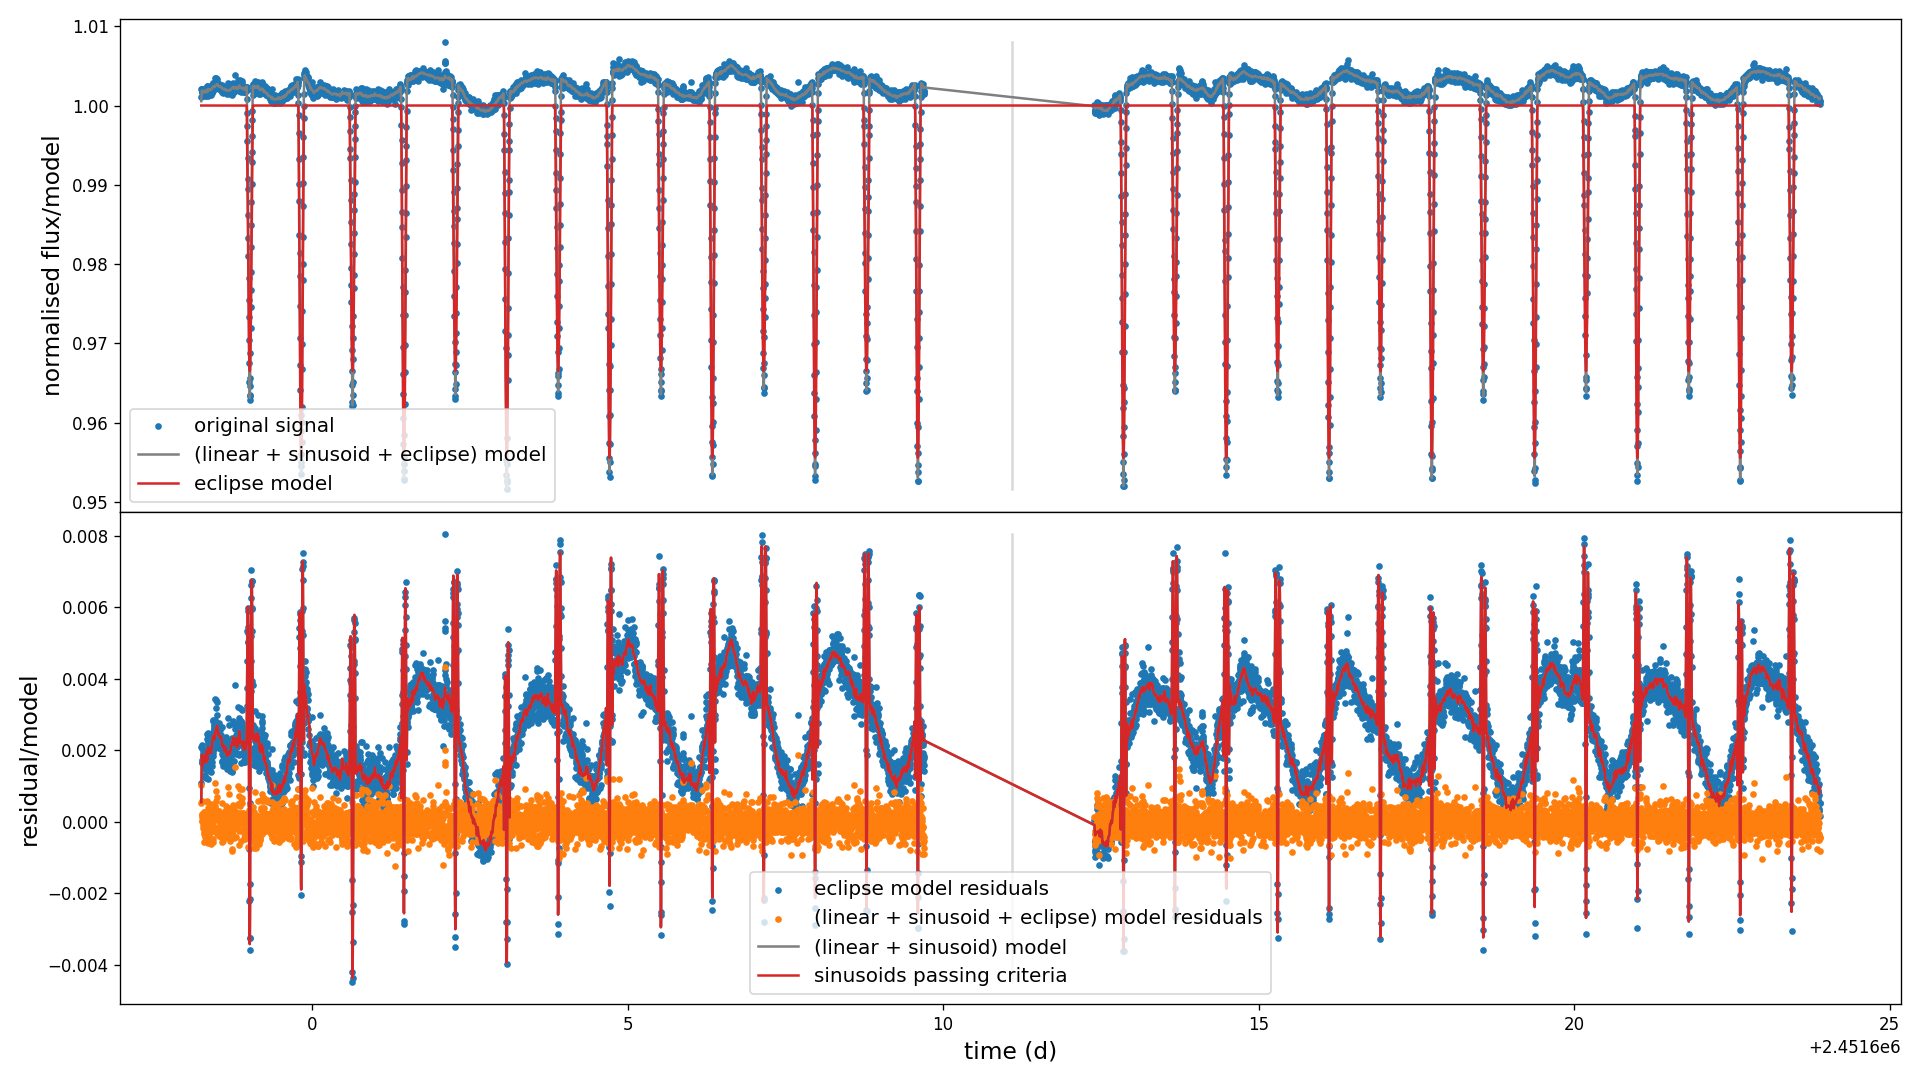 1.01
1.00
0.99
0.98
0.97
0.96
0.95
normalised flux/model
original signal
(linear + sinusoid + eclipse) model
eclipse model
0.008
0.006
0.004
0.002
0.000
−0.002
−0.004
residual/model
eclipse model residuals
(linear + sinusoid + eclipse) model residuals
(linear + sinusoid) model
sinusoids passing criteria
0 5 10 15 20 25
time (d)
+2.4516e6